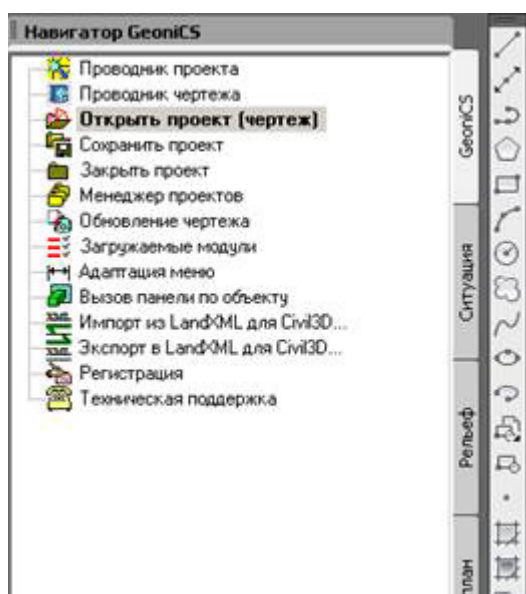 Навигатор GeoniCS
Проводник проекта
Проводник чертежа
Открыть проект (чертеж)
Сохранить проект
Закрыть проект
Менеджер проектов
Обновление чертежа
Загружаемые модули
Адаптация меню
Вызов панели по объекту
Импорт из LandXML для Civil3D...
Экспорт в LandXML для Civil3D...
Регистрация
Техническая поддержка
GeoniCS
Ситуация
Рельеф
план